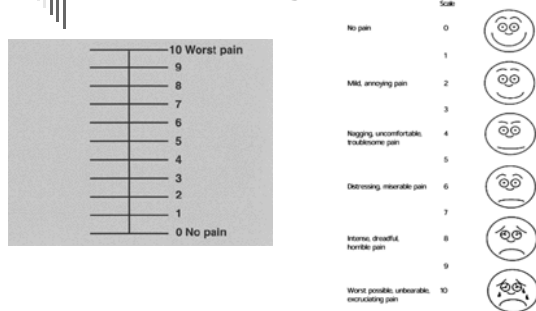 10 Worst pain
9
8
7
6
5
4
3
2
1
0 No pain
Scale
No pain 0
1
Mild, annoying pain 2
3
Nagging, uncomfortable, 4
troublesome pain
5
Distressing, miserable pain 6
7
Intense, dreadful, 8
horrible pain
9
Worst possible, unbearable, 10
excruciating pain